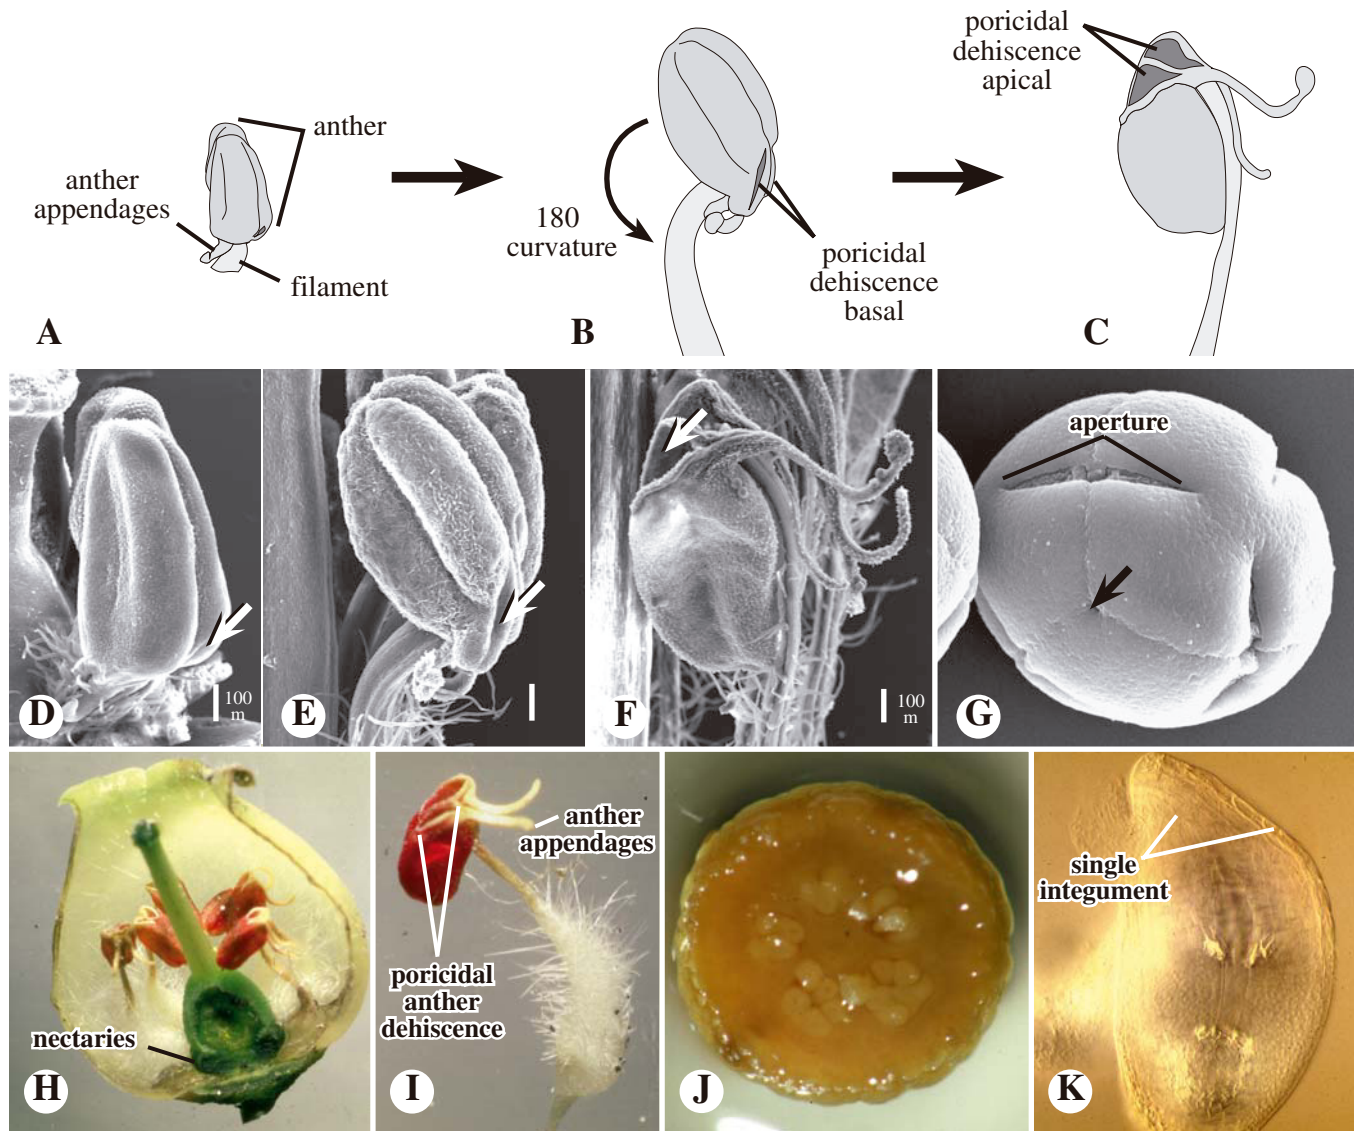 anther
anther
appendages
filament
A
180
curvature
poricidal
dehiscence
basal
B
poricidal
dehiscence
apical
C
D
100
m
E
F
100
m
aperture
G
nectaries
H
anther
appendages
poricidal
anther
dehiscence
I
J
single
integument
K